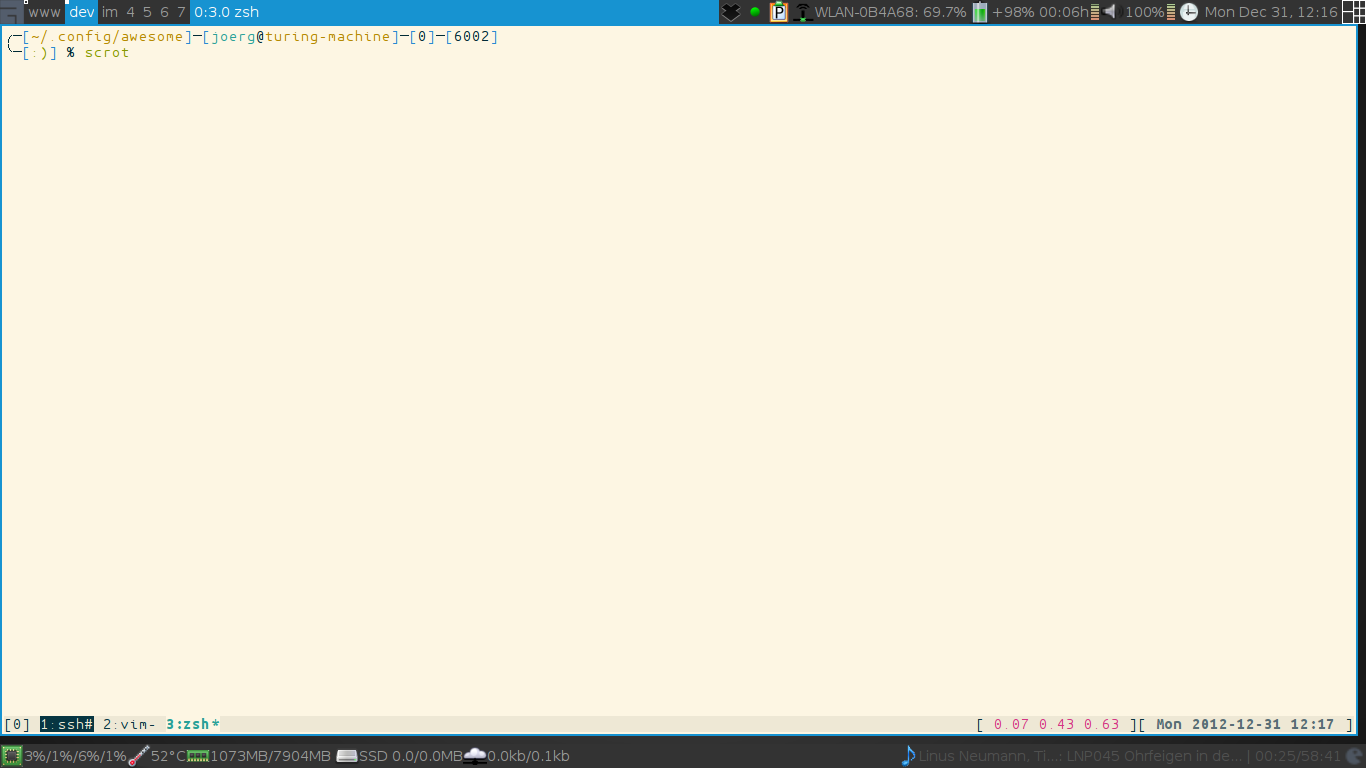 www dev im 4 5 6 7 0:3.0 zsh WLAN-0B4A68: 69.7% +98% 00:06h 100% Mon Dec 31, 12:16
[~/.config/awesome]─[joerg@turing-machine]─[0]─[6002]
[:)] % scrot
[0] 1:ssh# 2:vim- 3:zsh* [ 0.07 0.43 0.63 ][ Mon 2012-12-31 12:17 ]
3%/1%/6%/1% 52°C 1073MB/7904MB SSD 0.0/0.0MB 0.0kb/0.1kb Linus Neumann, Ti...: LNP045 Ohrfeigen in de... | 00:25/58:41